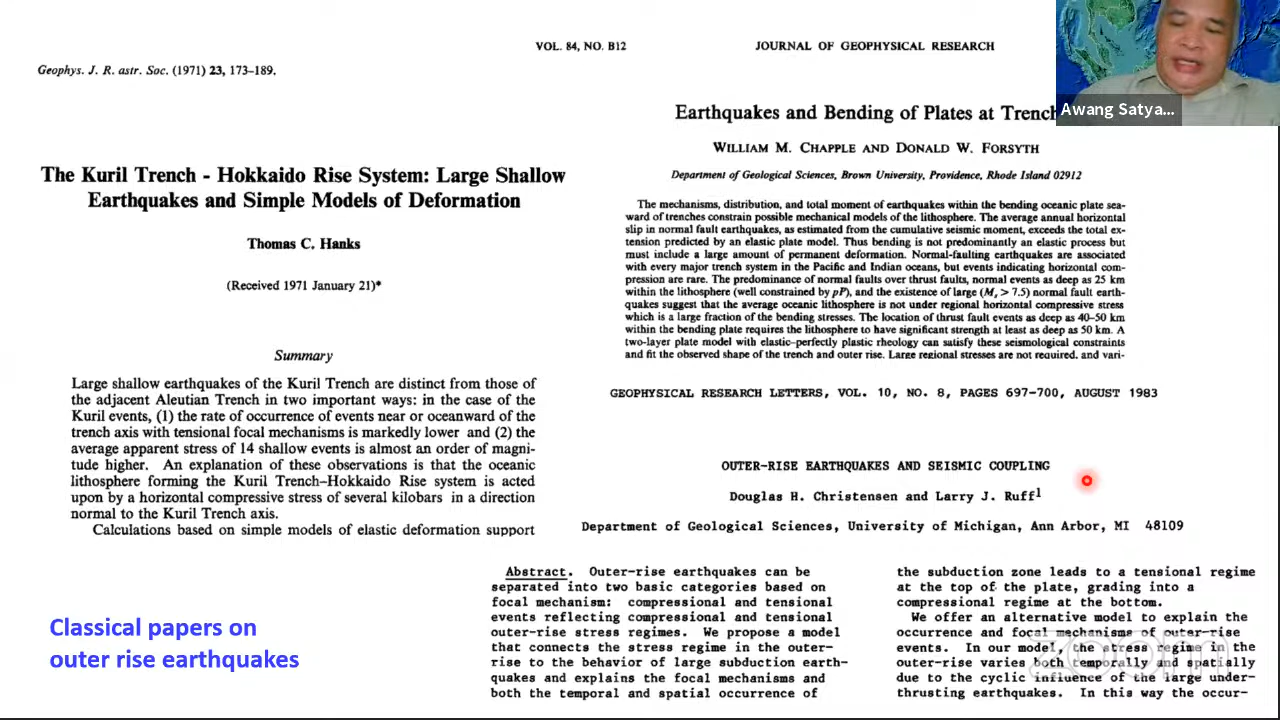 Geophys. J. R. astr. Soc. (1971) 23, 173–189.
The Kuril Trench - Hokkaido Rise System: Large Shallow
Earthquakes and Simple Models of Deformation
Thomas C. Hanks
(Received 1971 January 21)*
Summary
Large shallow earthquakes of the Kuril Trench are distinct from those of
the adjacent Aleutian Trench in two important ways: in the case of the
Kuril events, (1) the rate of occurrence of events near or oceanward of the
trench axis with tensional focal mechanisms is markedly lower and (2) the
average apparent stress of 14 shallow events is almost an order of magni-
tude higher. An explanation of these observations is that the oceanic
lithosphere forming the Kuril Trench–Hokkaido Rise system is acted
upon by a horizontal compressive stress of several kilobars in a direction
normal to the Kuril Trench axis.
Calculations based on simple models of elastic deformation support
VOL. 84, NO. B12
JOURNAL OF GEOPHYSICAL RESEARCH
Earthquakes and Bending of Plates at Trench
WILLIAM M. CHAPPLE AND DONALD W. FORSYTH
Department of Geological Sciences, Brown University, Providence, Rhode Island 02912
The mechanisms, distribution, and total moment of earthquakes within the bending oceanic plate sea-
ward of trenches constrain possible mechanical models of the lithosphere. The average annual horizontal
slip in normal fault earthquakes, as estimated from the cumulative seismic moment, exceeds the total ex-
tension predicted by an elastic plate model. Thus bending is not predominantly an elastic process but
must include a large amount of permanent deformation. Normal-faulting earthquakes are associated
with every major trench system in the Pacific and Indian oceans, but events indicating horizontal com-
pression are rare. The predominance of normal faults over thrust faults, normal events as deep as 25 km
within the lithosphere (well constrained by pP), and the existence of large (Ms > 7.5) normal fault earth-
quakes suggest that the average oceanic lithosphere is not under regional horizontal compressive stress
which is a large fraction of the bending stresses. The location of thrust fault events as deep as 40–50 km
within the bending plate requires the lithosphere to have significant strength at least as deep as 50 km. A
two-layer plate model with elastic-perfectly plastic rheology can satisfy these seismological constraints
and fit the observed shape of the trench and outer rise. Large regional stresses are not required, and vari-
GEOPHYSICAL RESEARCH LETTERS, VOL. 10, NO. 8, PAGES 697-700, AUGUST 1983
OUTER-RISE EARTHQUAKES AND SEISMIC COUPLING
Douglas H. Christensen and Larry J. Ruff1
Department of Geological Sciences, University of Michigan, Ann Arbor, MI 48109
Abstract. Outer-rise earthquakes can be
separated into two basic categories based on
focal mechanism: compressional and tensional
events reflecting compressional and tensional
outer-rise stress regimes. We propose a model
that connects the stress regime in the outer-
rise to the behavior of large subduction earth-
quakes and explains the focal mechanisms and
both the temporal and spatial occurrence of
the subduction zone leads to a tensional regime
at the top of the plate, grading into a
compressional regime at the bottom.
We offer an alternative model to explain the
occurrence and focal mechanisms of outer-rise
events. In our model, the stress regime in the
outer-rise varies both temporally and spatially
due to the cyclic influence of the large under-
thrusting earthquakes. In this way the occur-
Classical papers on
outer rise earthquakes
Awang Satya...
zoom